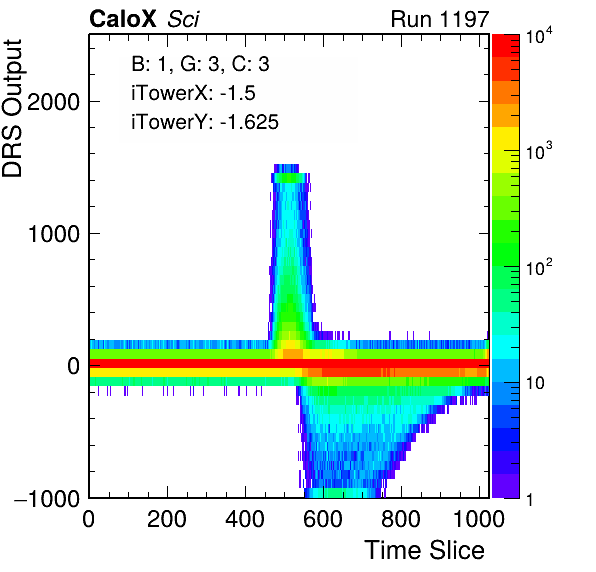 CaloX Sci Run 1197
B: 1, G: 3, C: 3
iTowerX: -1.5
iTowerY: -1.625
DRS Output
2000
1000
0
−1000
0 200 400 600 800 1000
Time Slice
10^4
10^3
10^2
10
1